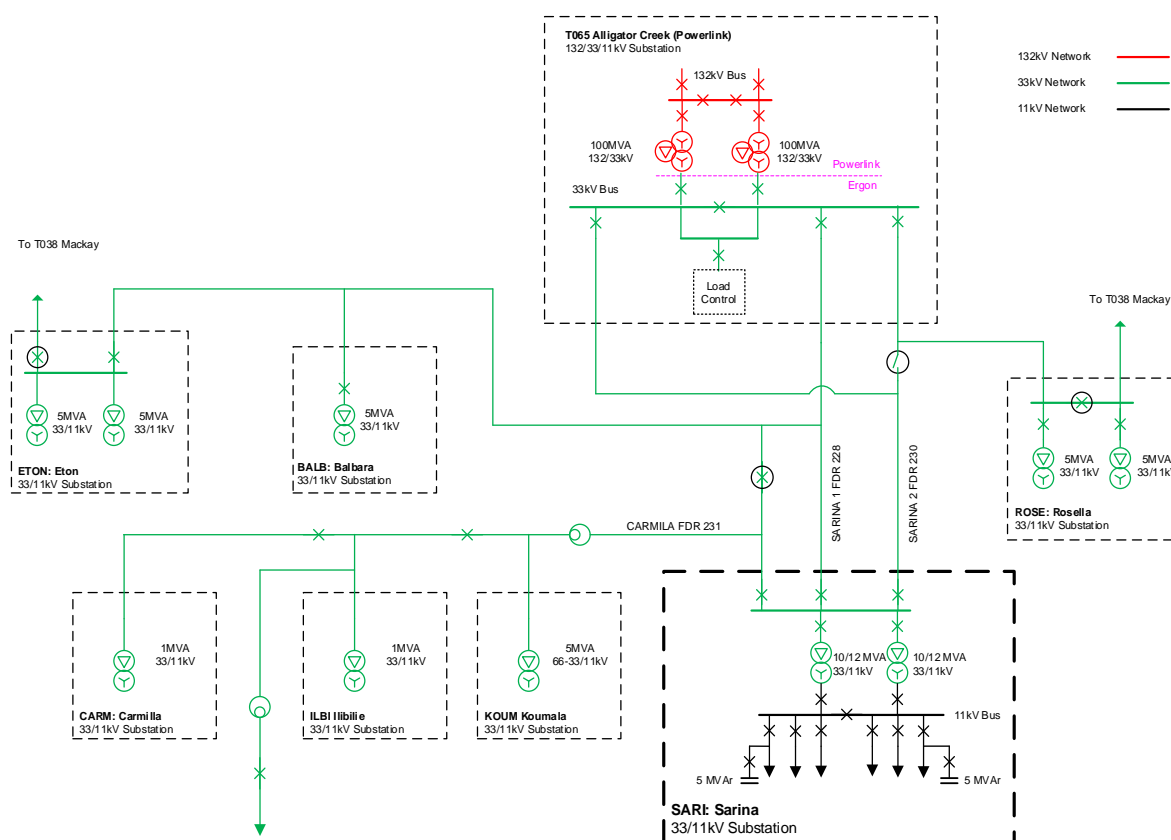 T065 Alligator Creek (Powerlink)
132/33/11kV Substation
132kV Bus
100MVA
132/33kV
100MVA
132/33kV
Powerlink
Ergon
33kV Bus
Load
Control
132kV Network
33kV Network
11kV Network
To T038 Mackay
5MVA
33/11kV
5MVA
33/11kV
ETON: Eton
33/11kV Substation
5MVA
33/11kV
BALB: Balbara
33/11kV Substation
To T038 Mackay
5MVA
33/11kV
5MVA
33/11kV
ROSE: Rosella
33/11kV Substation
SARINA 1 FDR 228
SARINA 2 FDR 230
CARMILA FDR 231
1MVA
33/11kV
CARM: Carmilla
33/11kV Substation
1MVA
33/11kV
ILBI Ilibilie
33/11kV Substation
5MVA
66-33/11kV
KOUM Koumala
33/11kV Substation
10/12 MVA
33/11kV
10/12 MVA
33/11kV
11kV Bus
5 MVAr
5 MVAr
SARI: Sarina
33/11kV Substation